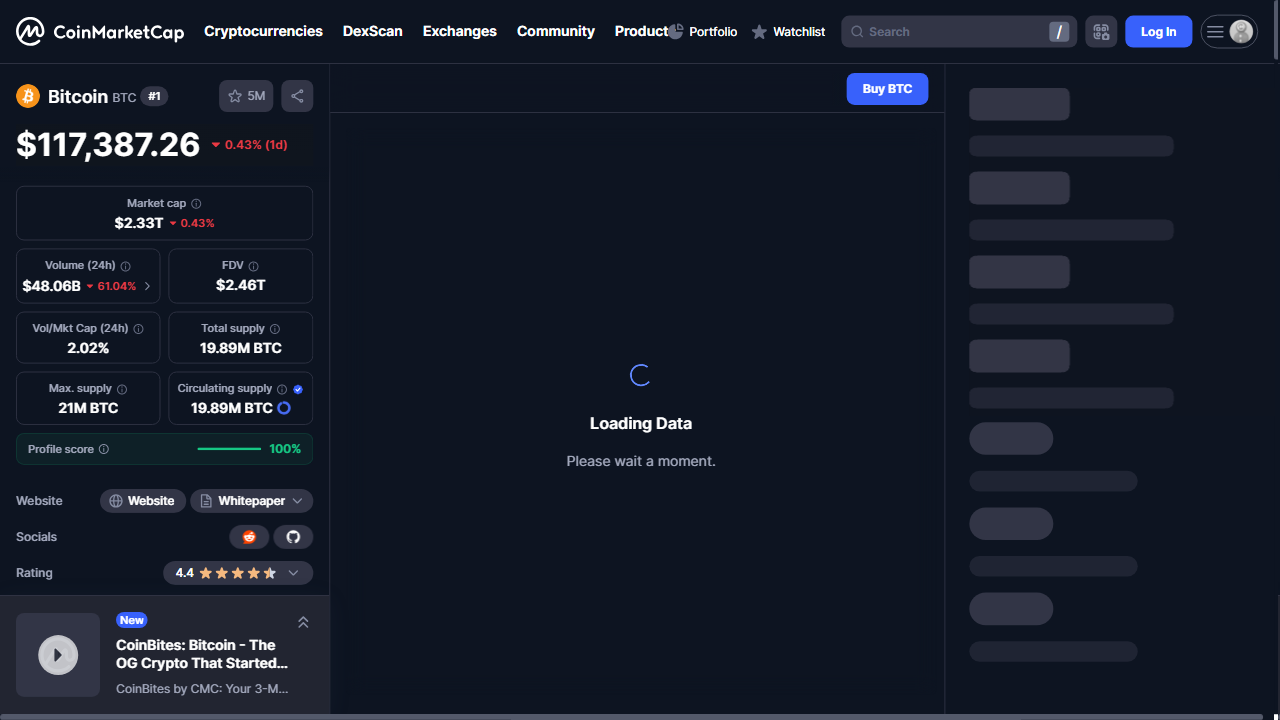 CoinMarketCap Cryptocurrencies DexScan Exchanges Community Product Portfolio Watchlist Search / Log In
Bitcoin BTC #1 5M
$117,387.26 0.43% (1d)
Market cap
$2.33T 0.43%
Volume (24h)
$48.06B 61.04%
FDV
$2.46T
Vol/Mkt Cap (24h)
2.02%
Total supply
19.89M BTC
Max. supply
21M BTC
Circulating supply
19.89M BTC
Profile score 100%
Website Website Whitepaper
Socials
Rating 4.4
New
CoinBites: Bitcoin - The
OG Crypto That Started...
CoinBites by CMC: Your 3-M...
Buy BTC
Loading Data
Please wait a moment.